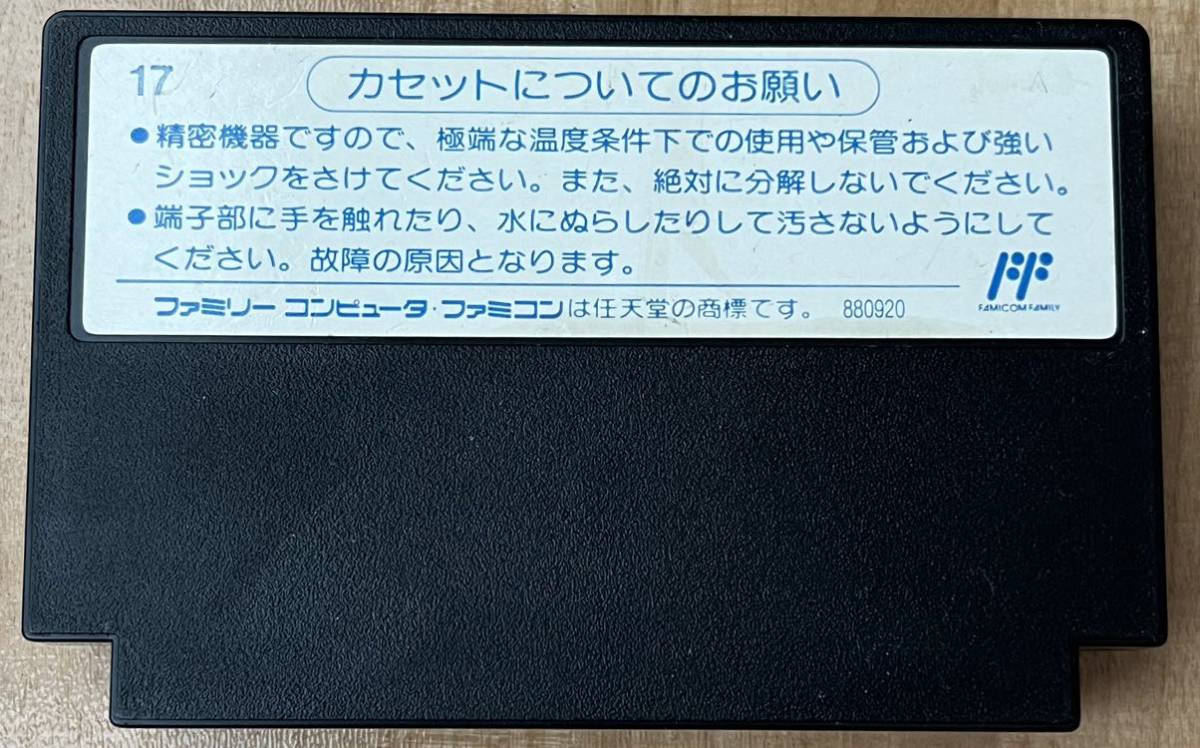 17
カセットについてのお願い
●精密機器ですので、極端な温度条件下での使用や保管および強い
ショックをさけてください。また、絶対に分解しないでください。
●端子部に手を触れたり、水にぬらしたりして汚さないようにして
ください。故障の原因となります。
FAMICOM FAMILY
ファミリー コンピュータ・ファミコンは任天堂の商標です。 880920